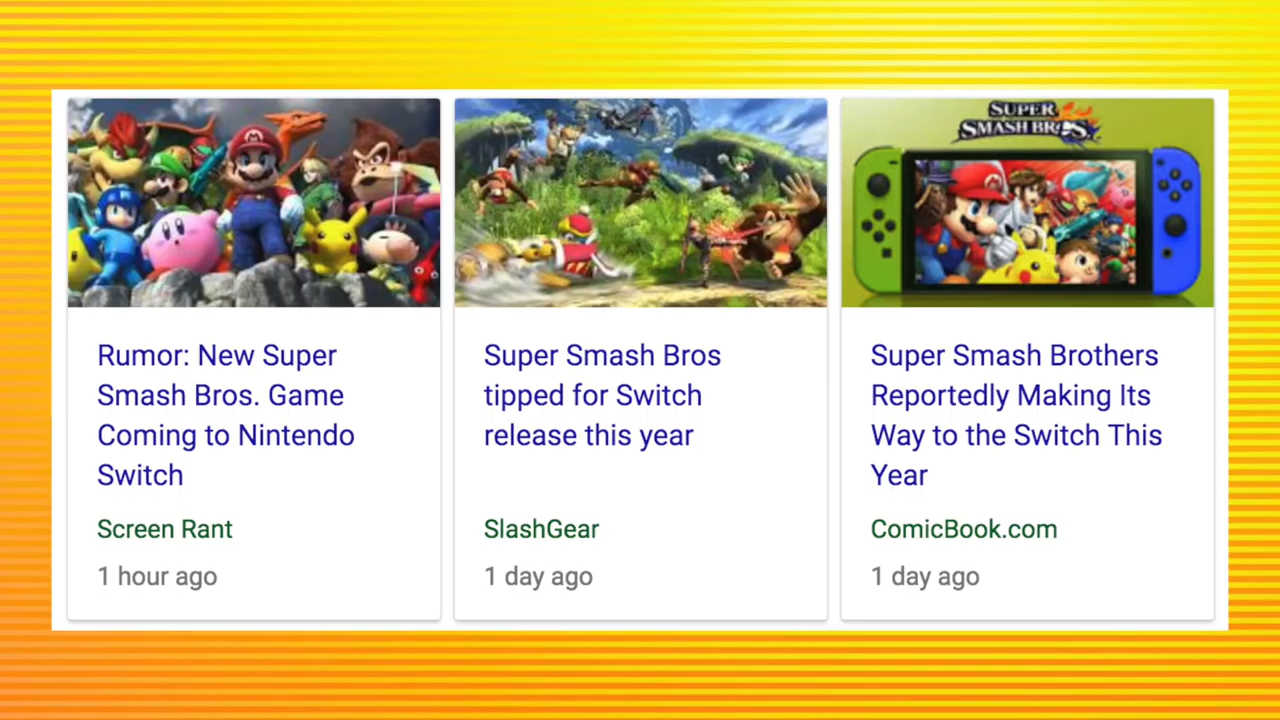 SUPER
SMASH BROS.
Rumor: New Super
Smash Bros. Game
Coming to Nintendo
Switch
Screen Rant
1 hour ago
Super Smash Bros
tipped for Switch
release this year
SlashGear
1 day ago
Super Smash Brothers
Reportedly Making Its
Way to the Switch This
Year
ComicBook.com
1 day ago